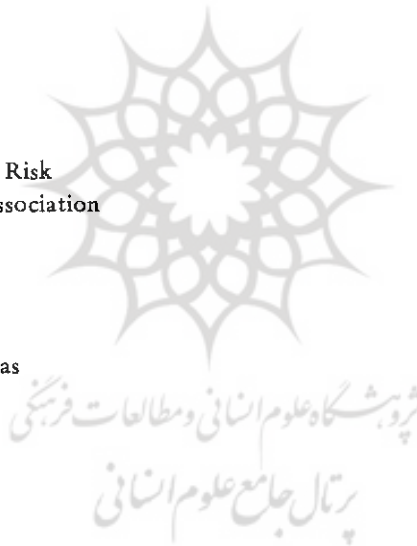 Risk
ssociation
as
پژوهشگاه علوم انسانی و مطالعات فرهنگی
پرتال جامع علوم انسانی